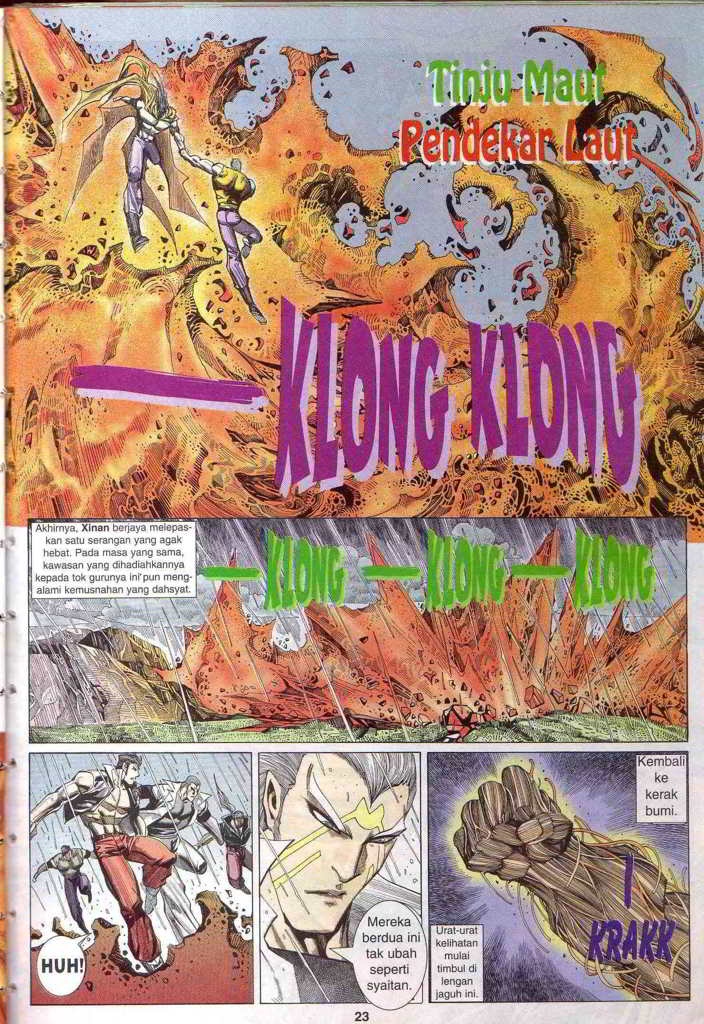 Tinju Maut
Pendekar Laut
— KLONG KLONG
Akhirnya, Xinan berjaya melepas-
kan satu serangan yang agak
hebat. Pada masa yang sama,
kawasan yang dihadiahkannya
kepada tok gurunya ini'pun meng-
alami kemusnahan yang dahsyat.
— KLONG — KLONG — KLONG
HUH!
Mereka
berdua ini
tak ubah
seperti
syaitan.
Kembali
ke
kerak
bumi.
Urat-urat
kelihatan
mulai
timbul di
lengan
jaguh ini.
KRAKK
23